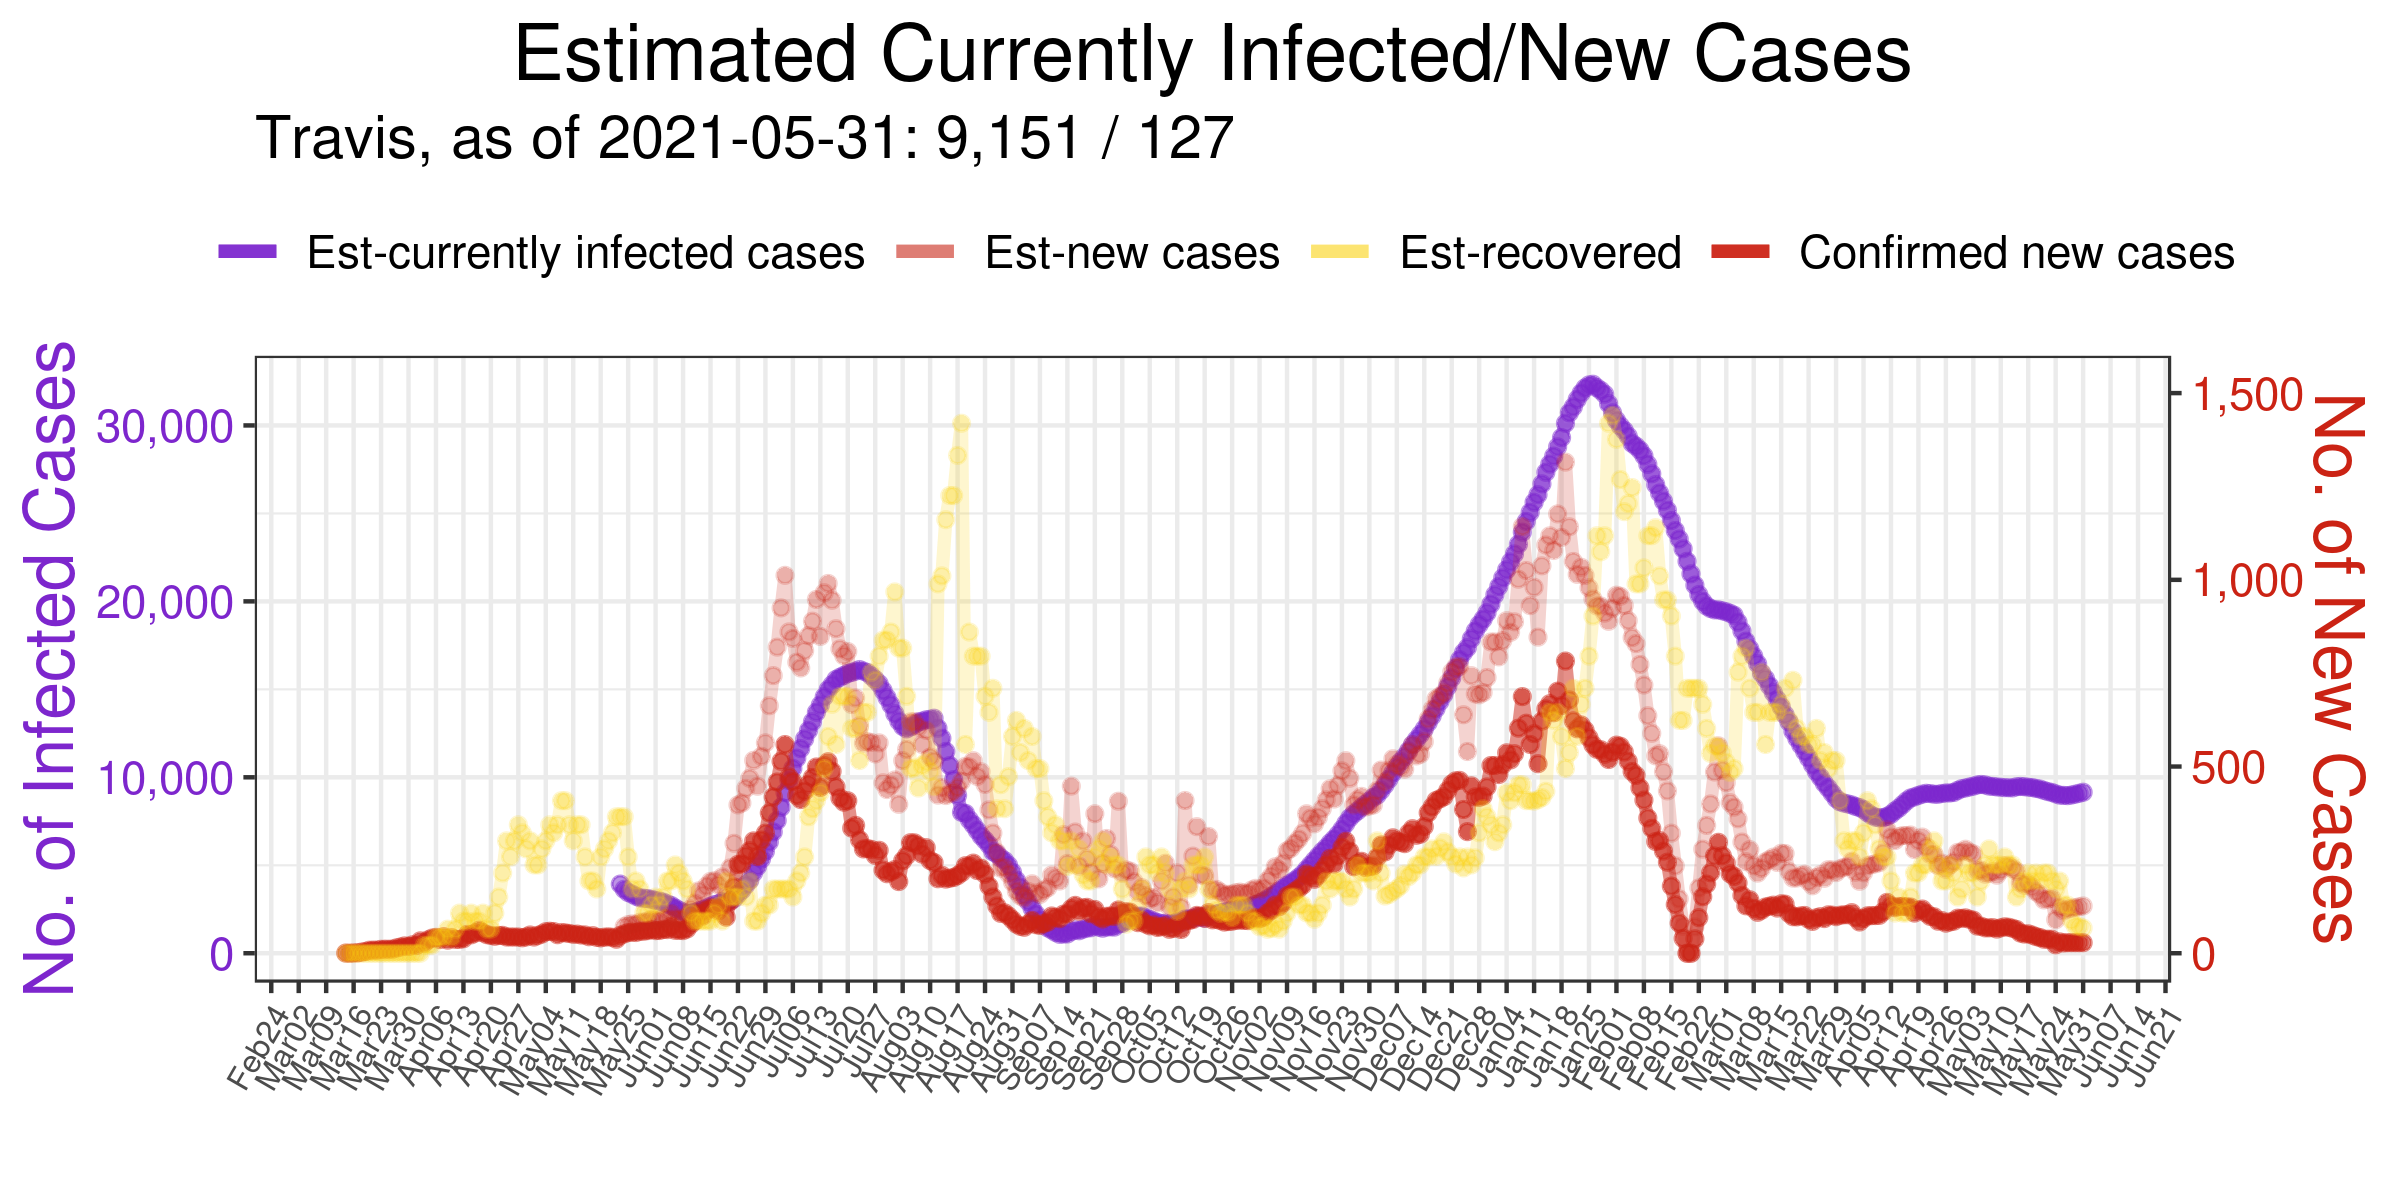 Estimated Currently Infected/New Cases
Travis, as of 2021-05-31: 9,151 / 127
Est-currently infected cases Est-new cases Est-recovered Confirmed new cases
No. of Infected Cases
30,000
20,000
10,000
0
1,500
1,000
500
0
No. of New Cases
Feb24 Mar02 Mar09 Mar16 Mar23 Mar30 Apr06 Apr13 Apr20 Apr27 May04 May11 May18 May25 Jun01 Jun08 Jun15 Jun22 Jun29 Jul06 Jul13 Jul20 Jul27 Aug03 Aug10 Aug17 Aug24 Aug31 Sep07 Sep14 Sep21 Sep28 Oct05 Oct12 Oct19 Oct26 Nov02 Nov09 Nov16 Nov23 Nov30 Dec07 Dec14 Dec21 Dec28 Jan04 Jan11 Jan18 Jan25 Feb01 Feb08 Feb15 Feb22 Mar01 Mar08 Mar15 Mar22 Mar29 Apr05 Apr12 Apr19 Apr26 May03 May10 May17 May24 May31 Jun07 Jun14 Jun21